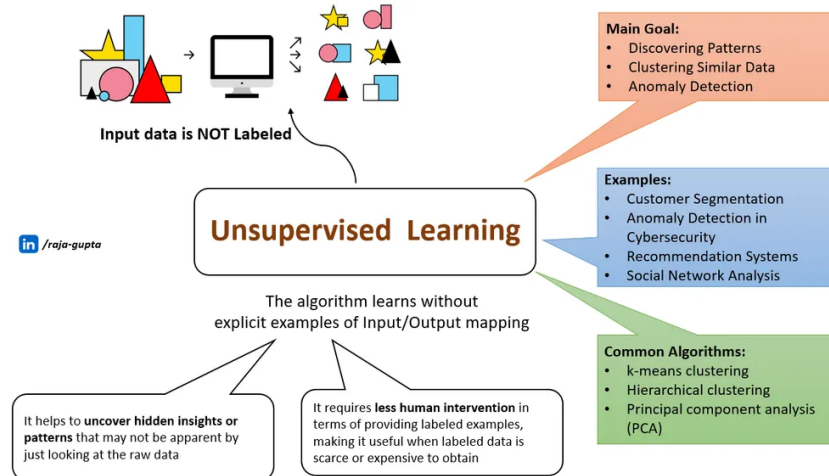 Input data is NOT Labeled
Main Goal:
• Discovering Patterns
• Clustering Similar Data
• Anomaly Detection
Unsupervised Learning
in /raja-gupta
Examples:
• Customer Segmentation
• Anomaly Detection in
Cybersecurity
• Recommendation Systems
• Social Network Analysis
The algorithm learns without
explicit examples of Input/Output mapping
Common Algorithms:
• k-means clustering
• Hierarchical clustering
• Principal component analysis
(PCA)
It helps to uncover hidden insights or
patterns that may not be apparent by
just looking at the raw data
It requires less human intervention in
terms of providing labeled examples,
making it useful when labeled data is
scarce or expensive to obtain